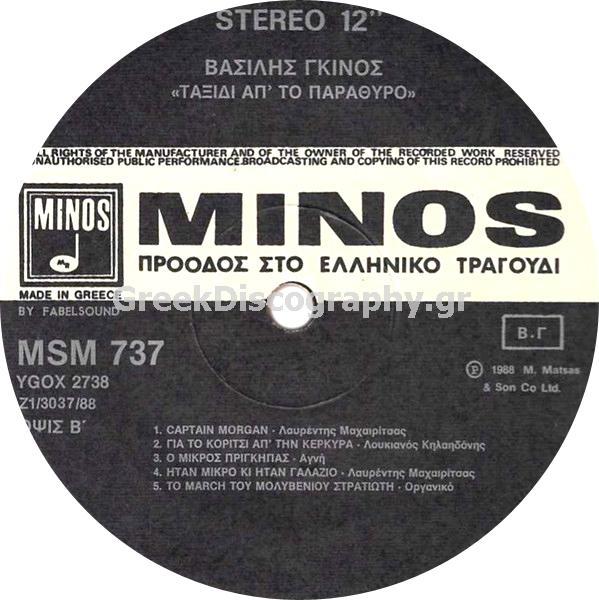 STEREO 12"
ΒΑΣΙΛΗΣ ΓΚΙΝΟΣ
«ΤΑΞΙΔΙ ΑΠ' ΤΟ ΠΑΡΑΘΥΡΟ»
ALL RIGHTS OF THE MANUFACTURER AND OF THE OWNER OF THE RECORDED WORK RESERVED
UNAUTHORISED PUBLIC PERFORMANCE.BROADCASTING AND COPYING OF THIS RECORD PROHIBITED
MINOS
MINOS
ΠΡΟΟΔΟΣ ΣΤΟ ΕΛΛΗΝΙΚΟ ΤΡΑΓΟΥΔΙ
MADE IN GREECE
BY FABELSOUND
GreekDiscography.gr
Β.Γ
MSM 737
YGOX 2738
Z1/3037/88
ΟΨΙΣ Β΄
Ⓟ 1988 M. Matsas
& Son Co Ltd.
1. CAPTAIN MORGAN - Λαυρέντης Μαχαιρίτσας
2. ΓΙΑ ΤΟ ΚΟΡΙΤΣΙ ΑΠ' ΤΗΝ ΚΕΡΚΥΡΑ - Λουκιανός Κηλαηδόνης
3. Ο ΜΙΚΡΟΣ ΠΡΙΓΚΗΠΑΣ - Αγνή
4. ΗΤΑΝ ΜΙΚΡΟ ΚΙ ΗΤΑΝ ΓΑΛΑΖΙΟ - Λαυρέντης Μαχαιρίτσας
5. ΤΟ MARCH ΤΟΥ ΜΟΛΥΒΕΝΙΟΥ ΣΤΡΑΤΙΩΤΗ - Οργανικό